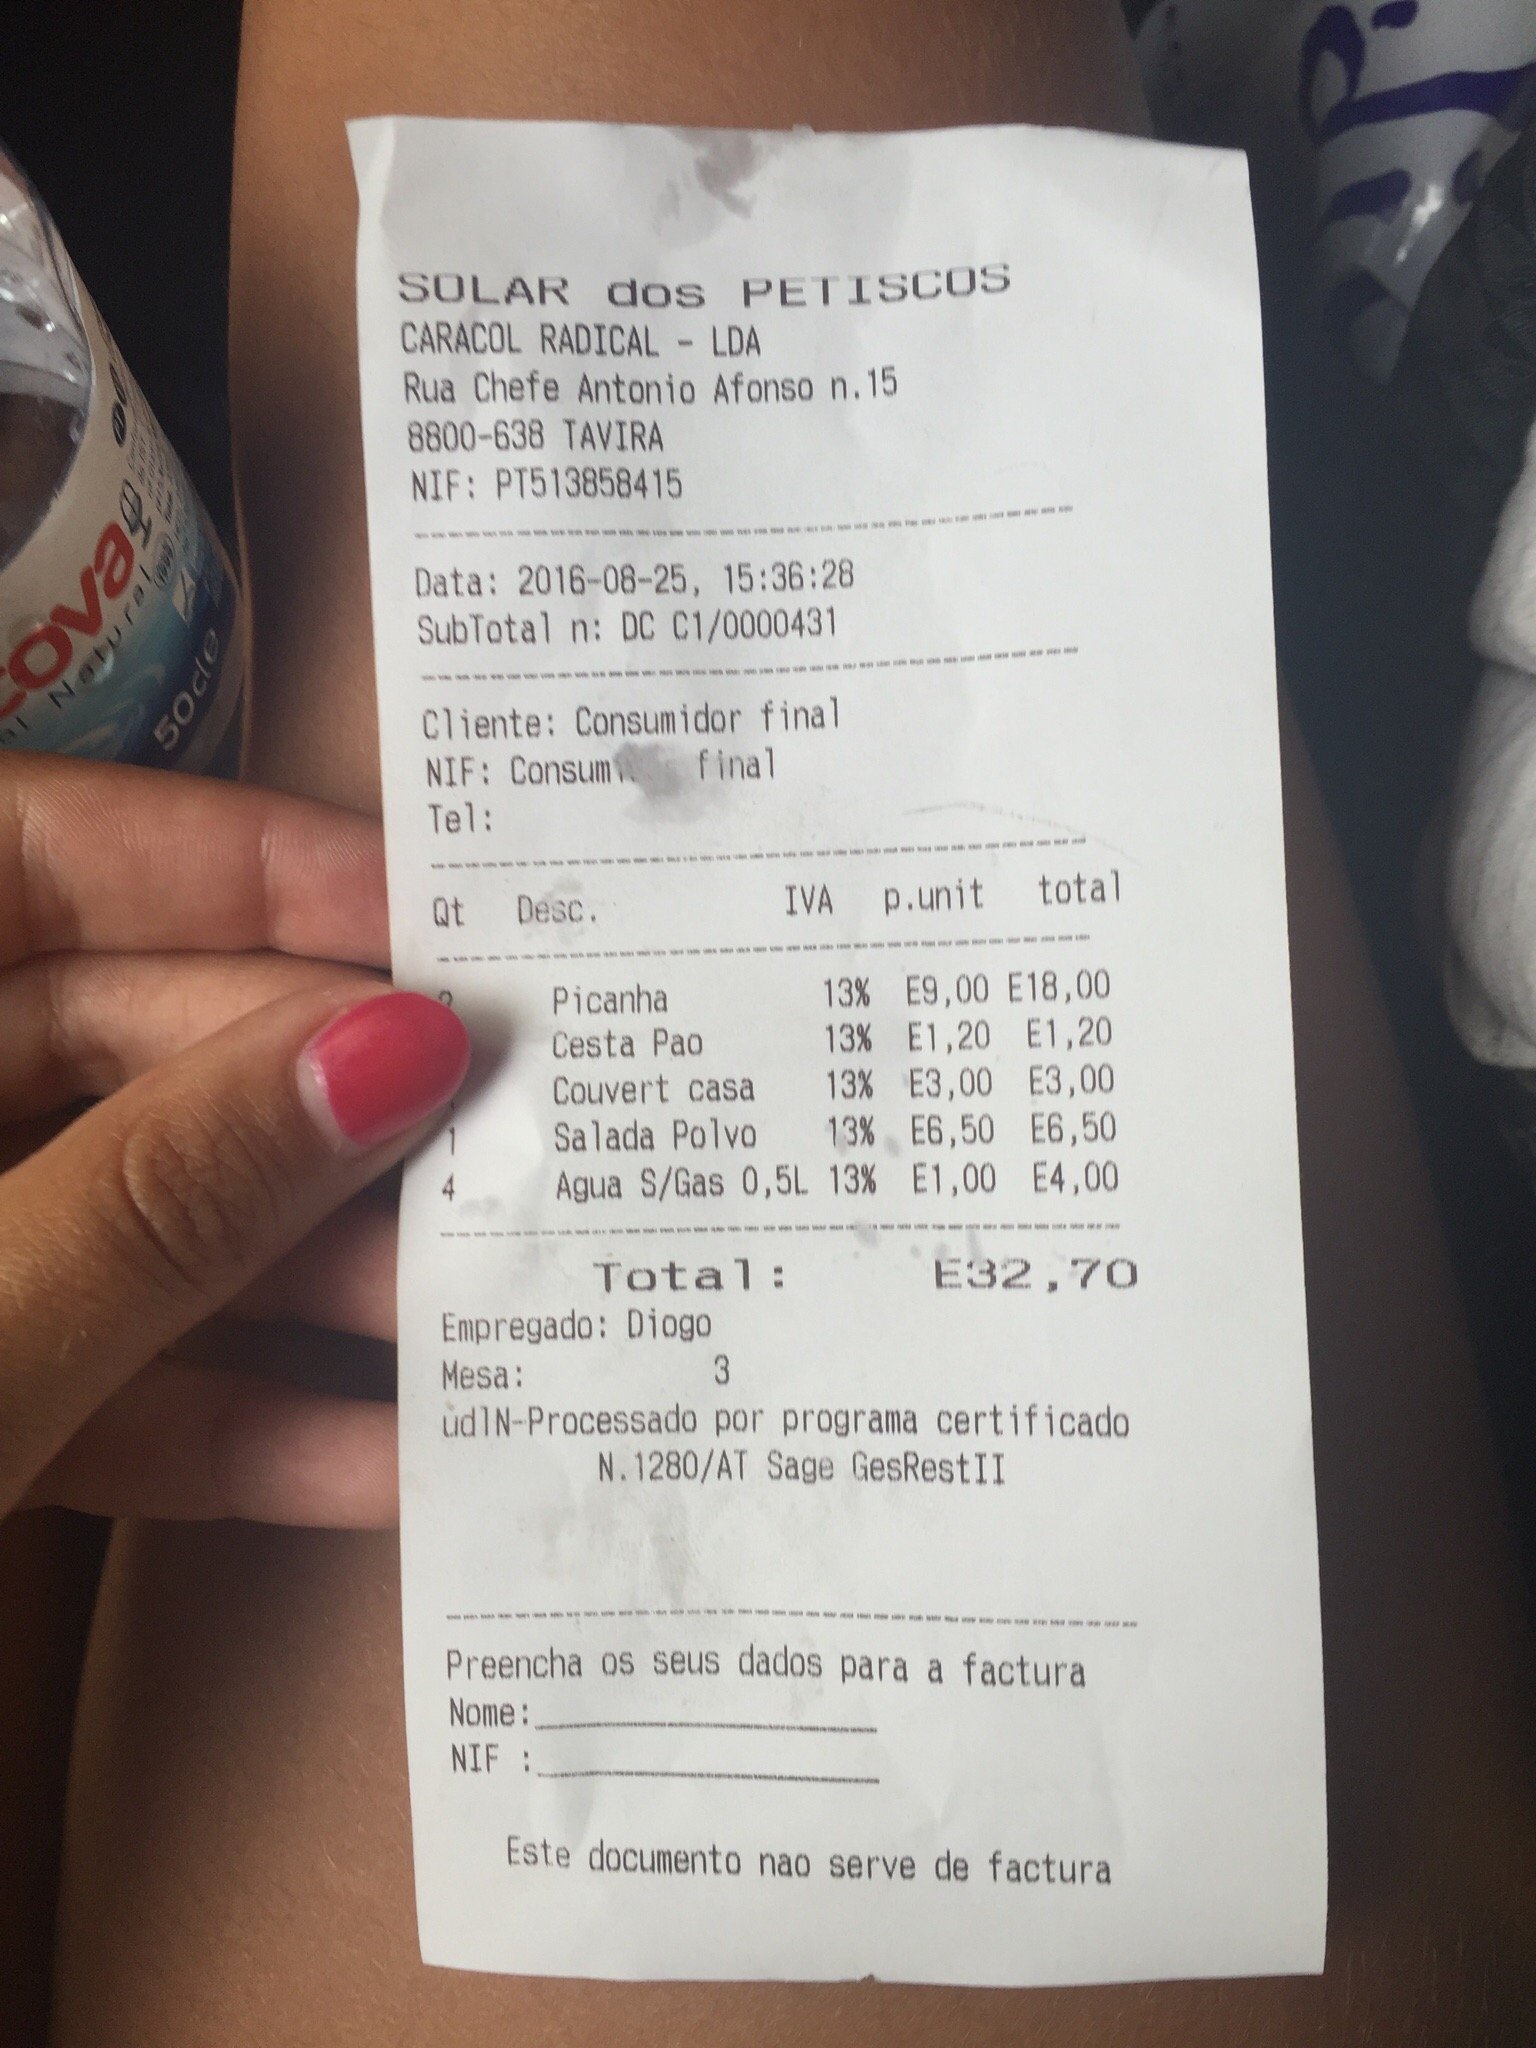 SOLAR dos PETISCOS
CARACOL RADICAL - LDA
Rua Chefe Antonio Afonso n.15
8800-638 TAVIRA
NIF: PT513858415
Data: 2016-08-25, 15:36:28
SubTotal n: DC C1/0000431
Cliente: Consumidor final
NIF: final
Tel:
Qt Desc. IVA p.unit total
Picanha 13% E9,00 E18,00
Cesta Pao 13% E1,20 E1,20
Couvert casa 13% E3,00 E3,00
1 Salada Polvo 13% E6,50 E6,50
4 Agua S/Gas 0,5L 13% E1,00 E4,00
Total: E32,70
Empregado: Diogo
Mesa: 3
udlN-Processado por programa certificado
N.1280/AT Sage GesRestII
Preencha os seus dados para a factura
Nome:
NIF :
Este documento nao serve de factura
Natural
50cl